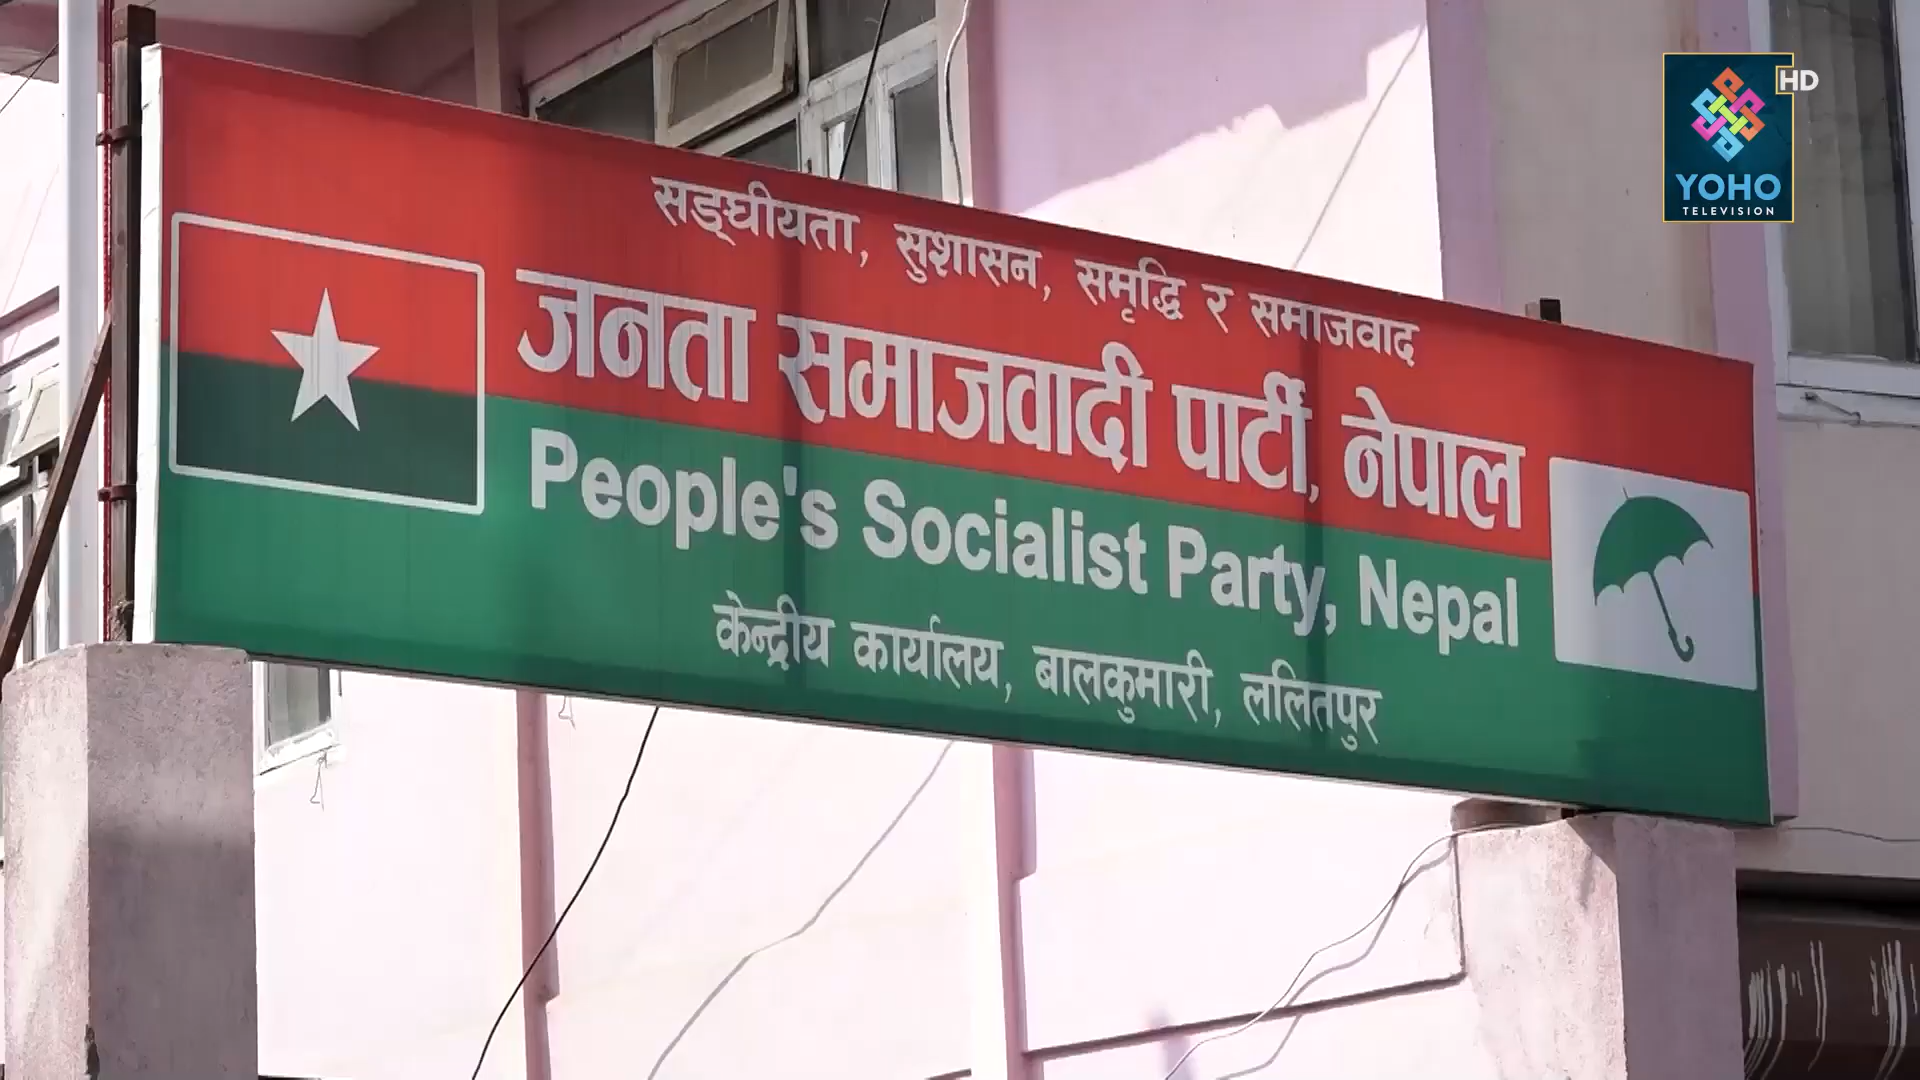 सङ्घीयता, सुशासन, समृद्धि र समाजवाद
जनता समाजवादी पार्टी, नेपाल
People's Socialist Party, Nepal
केन्द्रीय कार्यालय, बालकुमारी, ललितपुर
HD
YOHO
TELEVISION